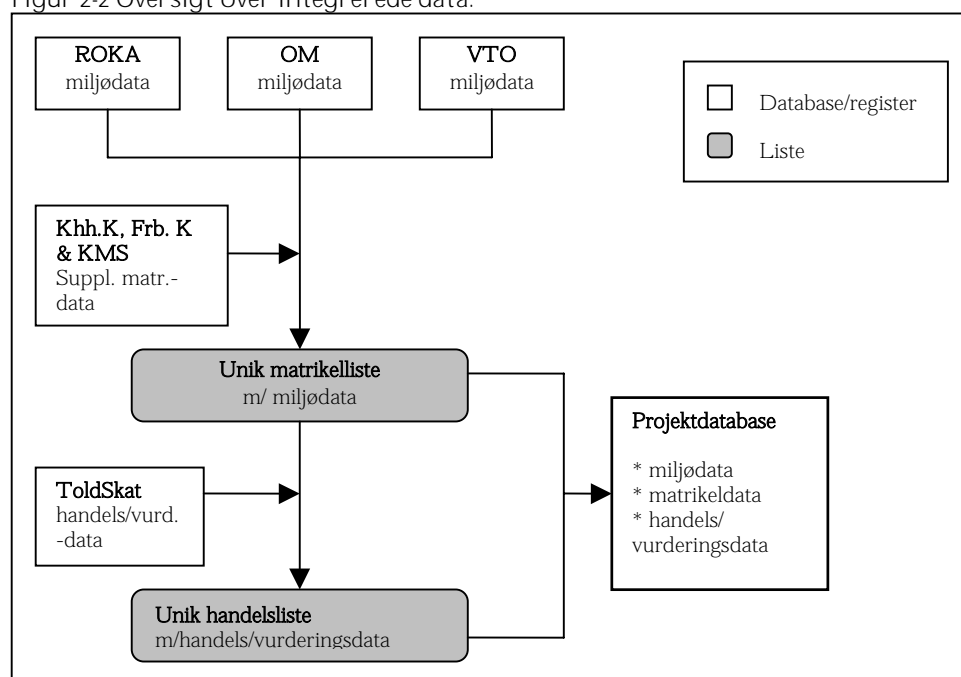 Figur 2-2 Oversigt over integrerede data.
ROKA
miljødata
OM
miljødata
VTO
miljødata
Database/register
Liste
Khh.K, Frb. K
& KMS
Suppl. matr.-
data
Unik matrikelliste
m/ miljødata
Projektdatabase
* miljødata
* matrikeldata
* handels/
vurderingsdata
ToldSkat
handels/vurd.
-data
Unik handelsliste
m/handels/vurderingsdata